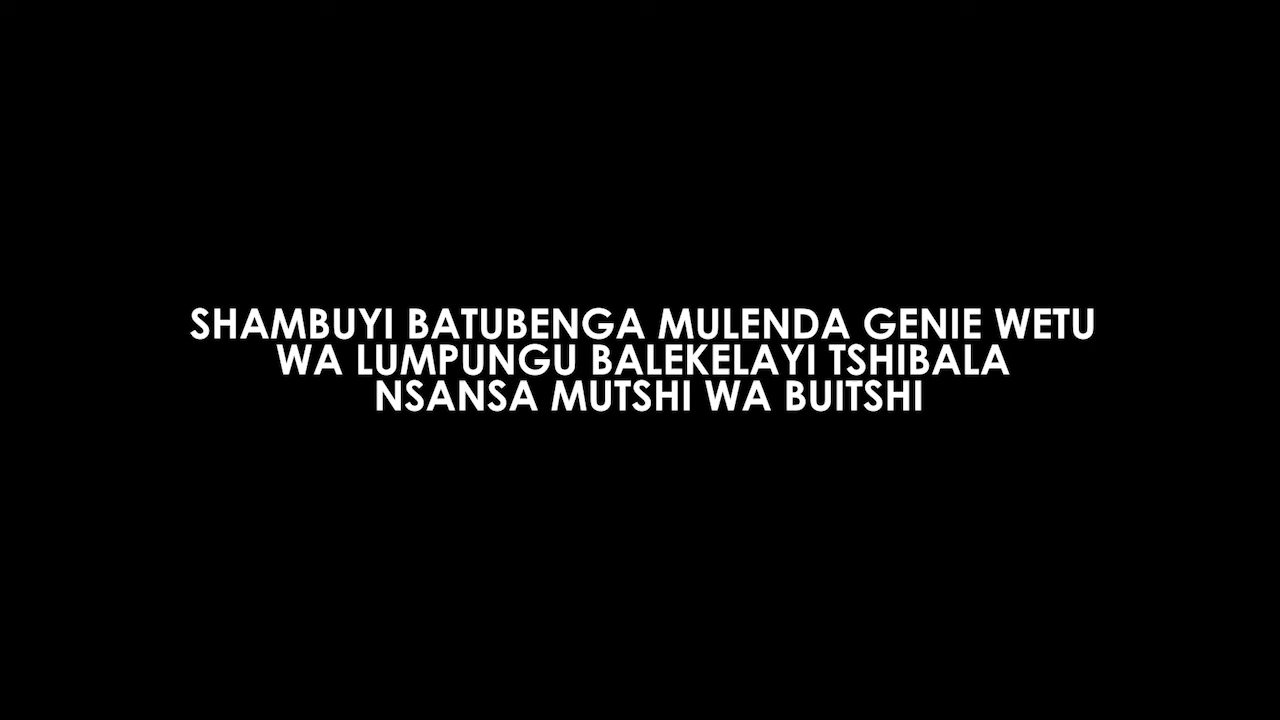 SHAMBUYI BATUBENGA MULENDA GENIE WETU
WA LUMPUNGU BALEKELAYI TSHIBALA
NSANSA MUTSHI WA BUITSHI